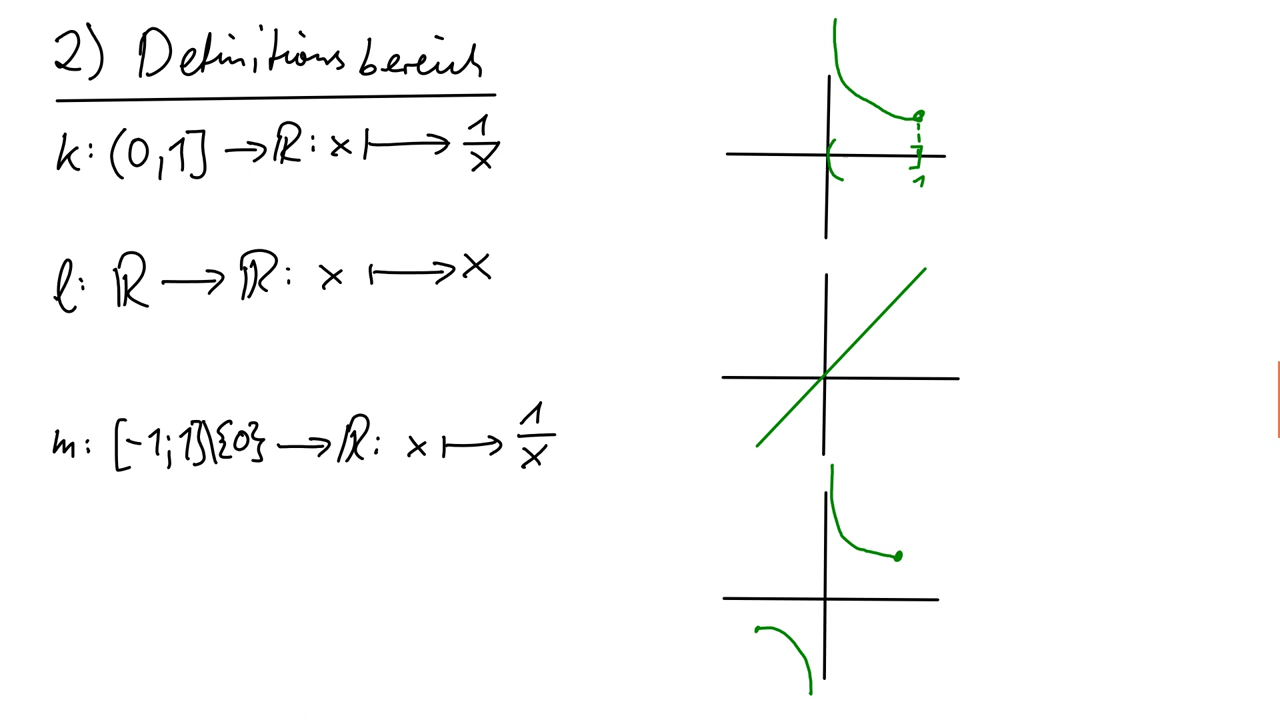 2) Definitionsbereich
k: (0,1] → ℝ: x ↦ 1/x
1
ℓ: ℝ → ℝ: x ↦ x
m: [-1;1]\{0} → ℝ: x ↦ 1/x